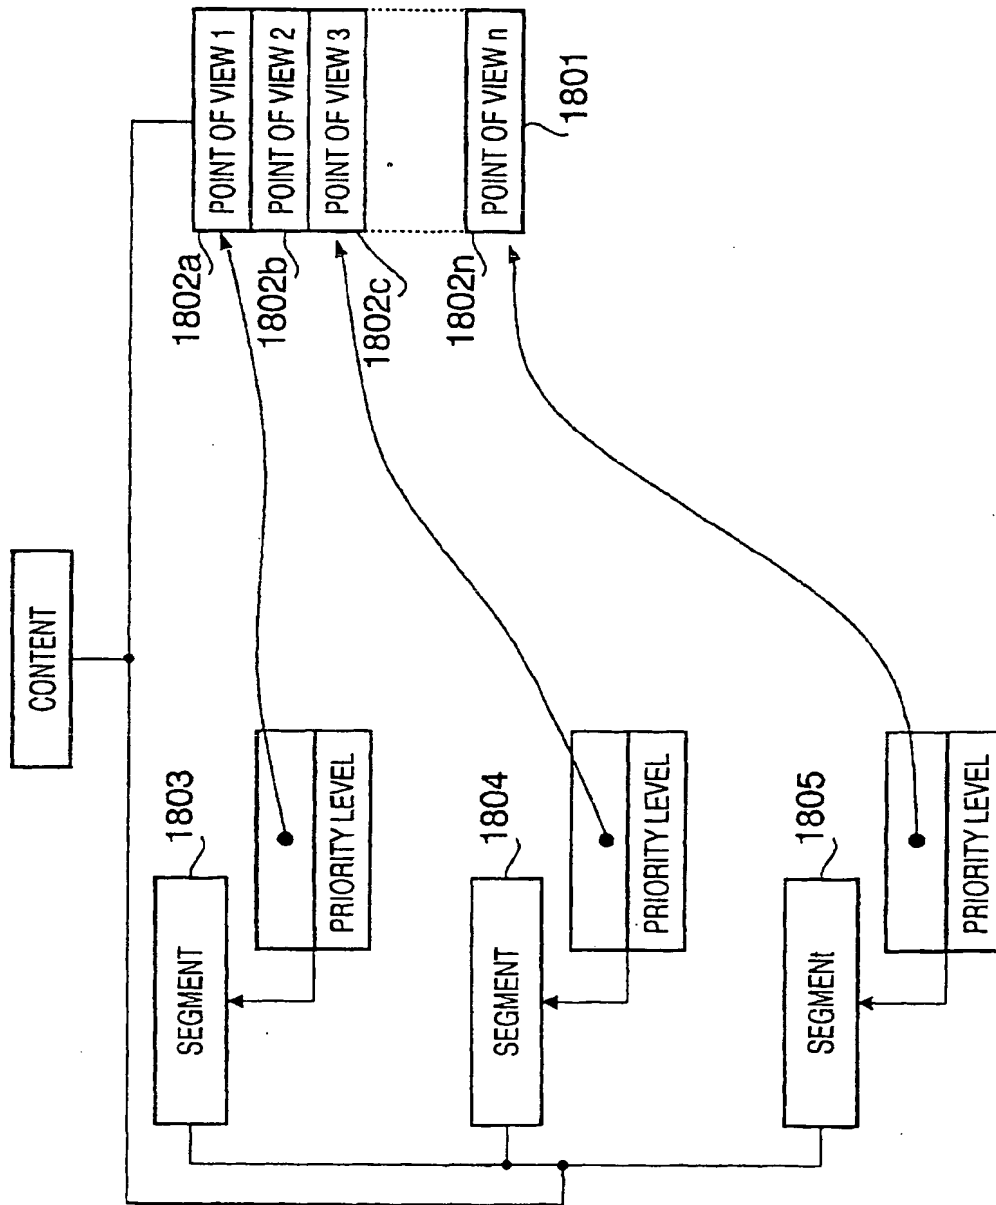 CONTENT
POINT OF VIEW 1
POINT OF VIEW 2
POINT OF VIEW 3
POINT OF VIEW n
1801
1802a
1802b
1802c
1802n
1803
SEGMENT
PRIORITY LEVEL
1804
SEGMENT
PRIORITY LEVEL
1805
SEGMENt
PRIORITY LEVEL